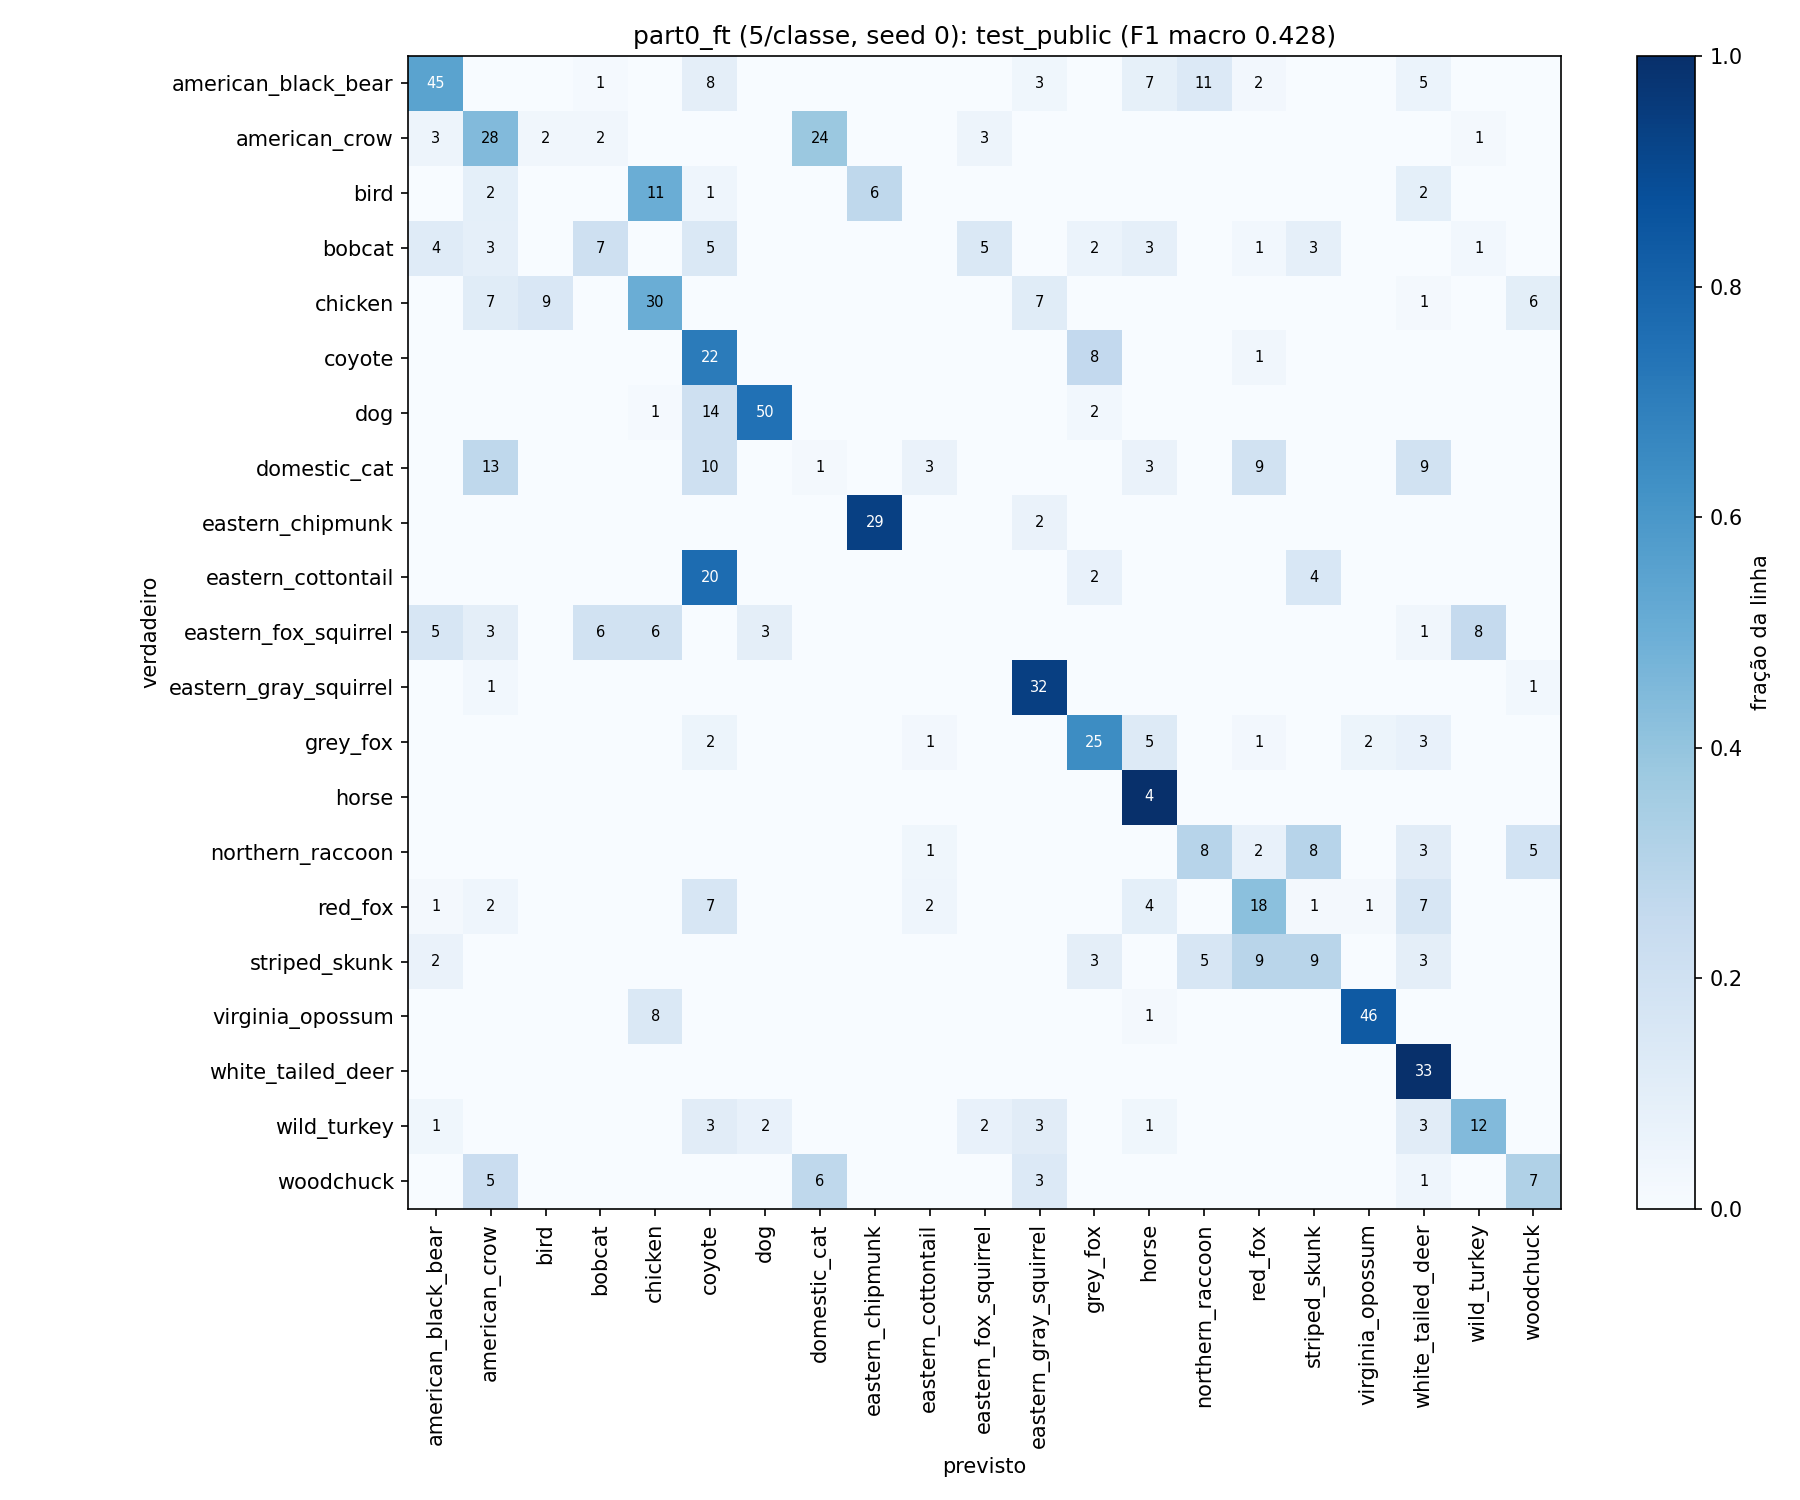 part0_ft (5/classe, seed 0): test_public (F1 macro 0.428)
american_black_bear 45 1 8 3 7 11 2 5
american_crow 3 28 2 2 24 3 1
bird 2 11 1 6 2
bobcat 4 3 7 5 5 2 3 1 3 1
chicken 7 9 30 7 1 6
coyote 22 8 1
dog 1 14 50 2
domestic_cat 13 10 1 3 3 9 9
eastern_chipmunk 29 2
eastern_cottontail 20 2 4
eastern_fox_squirrel 5 3 6 6 3 1 8
eastern_gray_squirrel 1 32 1
grey_fox 2 1 25 5 1 2 3
horse 4
northern_raccoon 1 8 2 8 3 5
red_fox 1 2 7 2 4 18 1 1 7
striped_skunk 2 3 5 9 9 3
virginia_opossum 8 1 46
white_tailed_deer 33
wild_turkey 1 3 2 2 3 1 3 12
woodchuck 5 6 3 1 7
verdadeiro
american_black_bear
american_crow
bird
bobcat
chicken
coyote
dog
domestic_cat
eastern_chipmunk
eastern_cottontail
eastern_fox_squirrel
eastern_gray_squirrel
grey_fox
horse
northern_raccoon
red_fox
striped_skunk
virginia_opossum
white_tailed_deer
wild_turkey
woodchuck
previsto
1.0
0.8
0.6
0.4
0.2
0.0
fração da linha